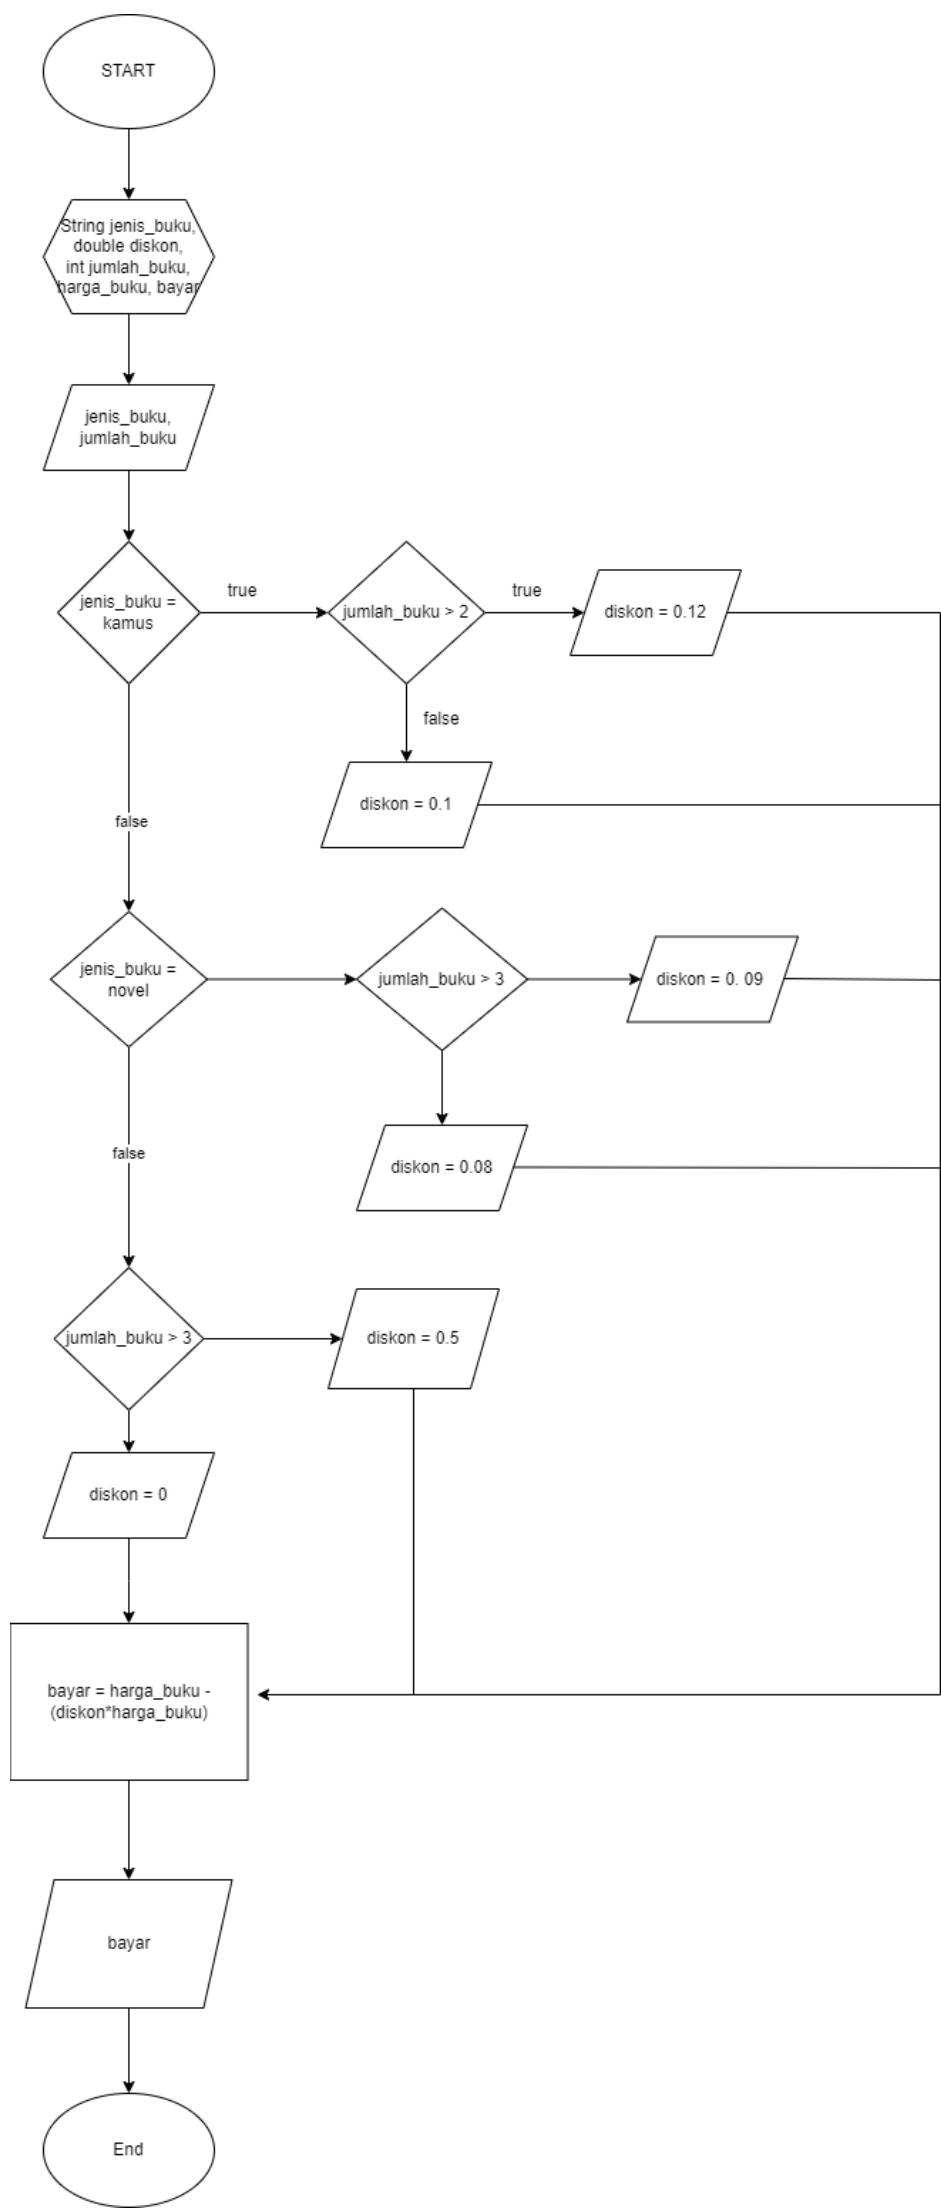 START
String jenis_buku,
double diskon,
int jumlah_buku,
harga_buku, bayar
jenis_buku,
jumlah_buku
jenis_buku =
kamus
true
jumlah_buku > 2
true
diskon = 0.12
false
diskon = 0.1
false
jenis_buku =
novel
jumlah_buku > 3
diskon = 0. 09
diskon = 0.08
false
jumlah_buku > 3
diskon = 0.5
diskon = 0
bayar = harga_buku -
(diskon*harga_buku)
bayar
End